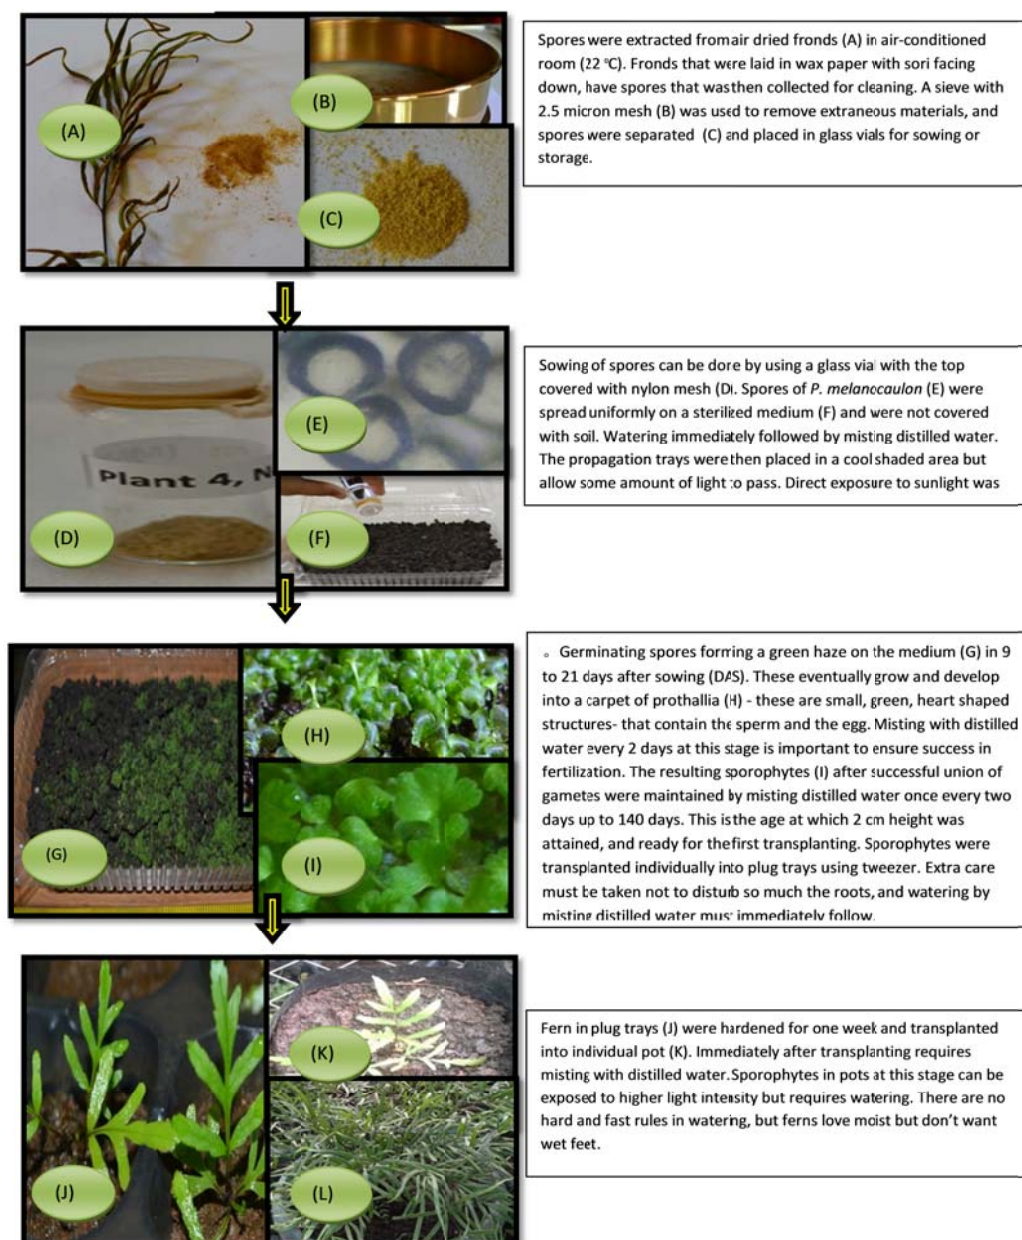 (A)
(B)
(C)
Spores were extracted fromair dried fronds (A) in air-conditioned
room (22 °C). Fronds that were laid in wax paper with sori facing
down, have spores that wasthen collected for cleaning. A sieve with
2.5 micron mesh (B) was used to remove extraneous materials, and
spores were separated (C) and placed in glass vials for sowing or
storage.
Plant 4, N
(D)
(E)
(F)
Sowing of spores can be dore by using a glass vial with the top
covered with nylon mesh (D). Spores of P. melanccaulon (E) were
spread uniformly on a sterilized medium (F) and were not covered
with soil. Watering immediately followed by misting distilled water.
The propagation trays were then placed in a cool shaded area but
allow some amount of light to pass. Direct exposure to sunlight was
(G)
(H)
(I)
。 Germinating spores forming a green haze on the medium (G) in 9
to 21 days after sowing (DAS). These eventually grow and develop
into a carpet of prothallia (H) - these are small, green, heart shaped
structures- that contain the sperm and the egg. Misting with distilled
water every 2 days at this stage is important to ensure success in
fertilization. The resulting sporophytes (I) after successful union of
gametes were maintained by misting distilled water once every two
days up to 140 days. This is the age at which 2 cm height was
attained, and ready for the first transplanting. Sporophytes were
transplanted individually into plug trays using tweezer. Extra care
must be taken not to disturb so much the roots, and watering by
misting distilled water must immediately follow.
(J)
(K)
(L)
Fern in plug trays (J) were hardened for one week and transplanted
into individual pot (K). Immediately after transplanting requires
misting with distilled water. Sporophytes in pots at this stage can be
exposed to higher light intensity but requires watering. There are no
hard and fast rules in watering, but ferns love moist but don't want
wet feet.